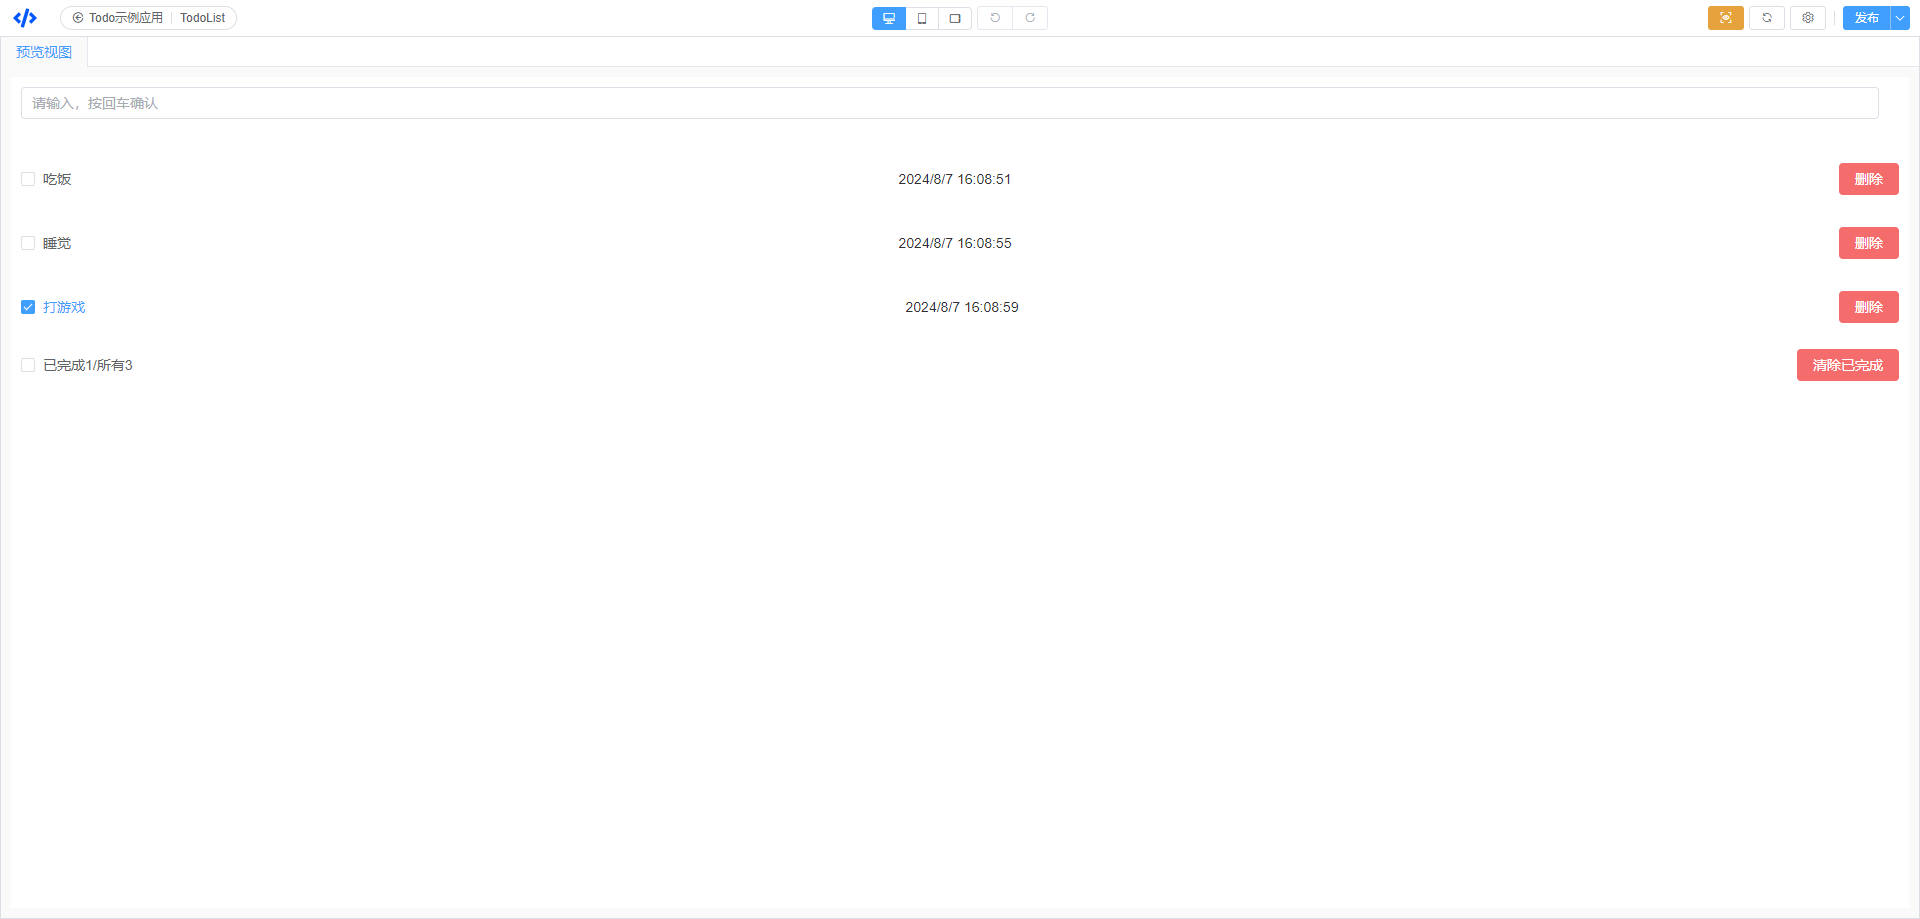 Todo示例应用 TodoList 发布
预览视图
请输入，按回车确认
吃饭 2024/8/7 16:08:51 删除
睡觉 2024/8/7 16:08:55 删除
打游戏 2024/8/7 16:08:59 删除
已完成1/所有3 清除已完成